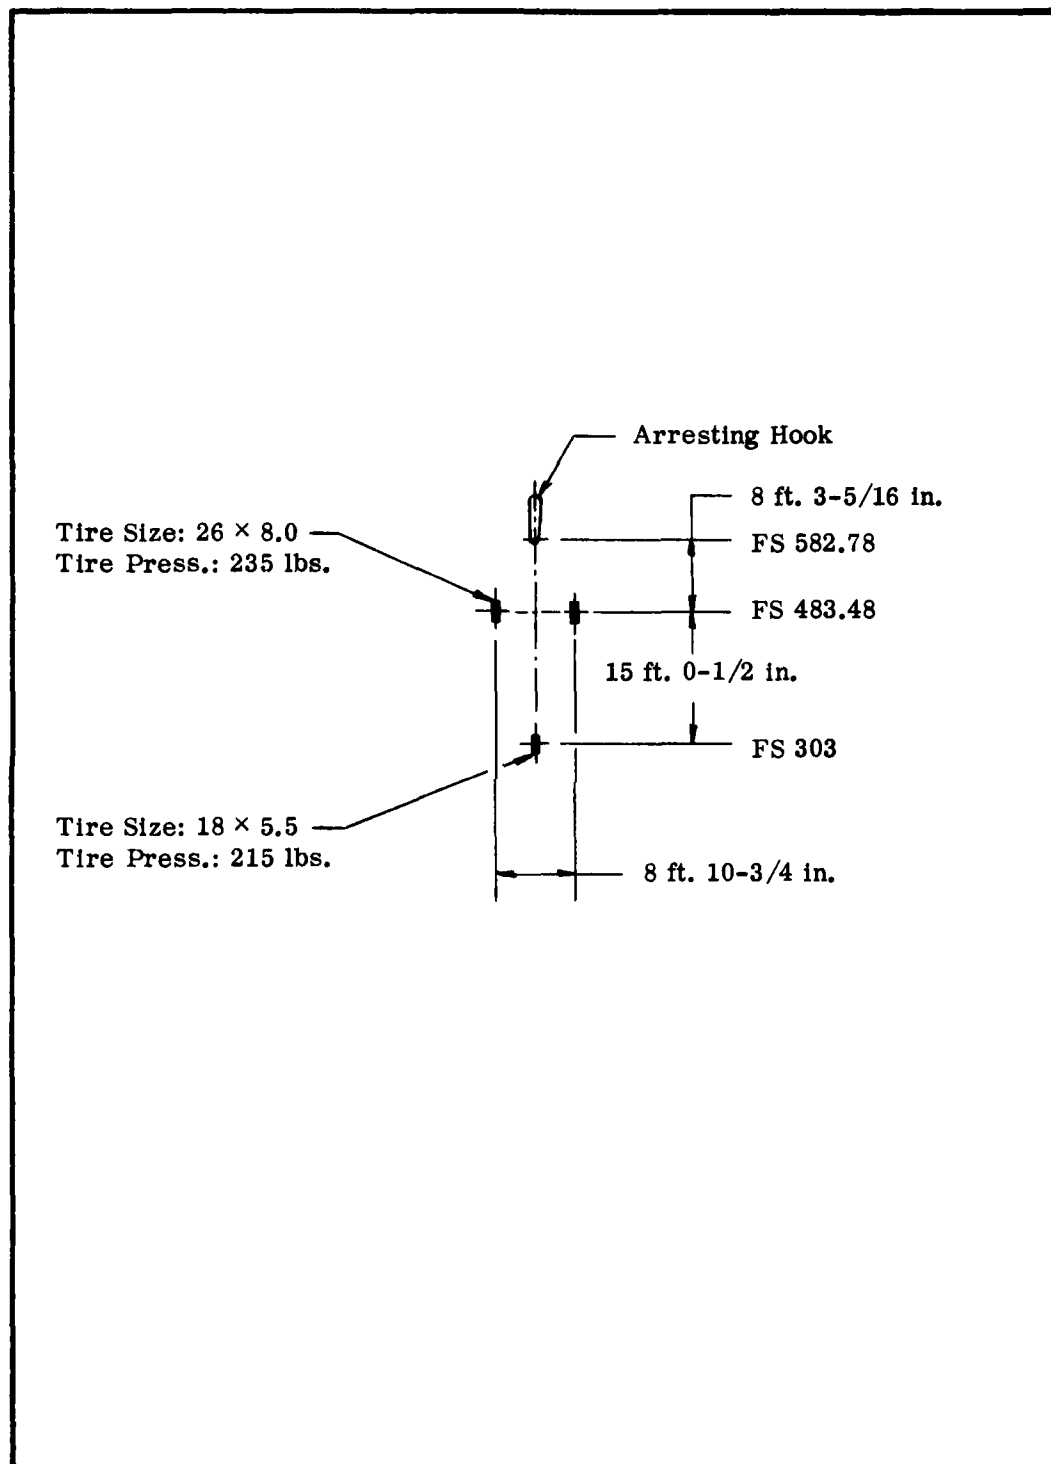 Arresting Hook
8 ft. 3-5/16 in.
Tire Size: 26 × 8.0
Tire Press.: 235 lbs.
FS 582.78
FS 483.48
15 ft. 0-1/2 in.
FS 303
Tire Size: 18 × 5.5
Tire Press.: 215 lbs.
8 ft. 10-3/4 in.